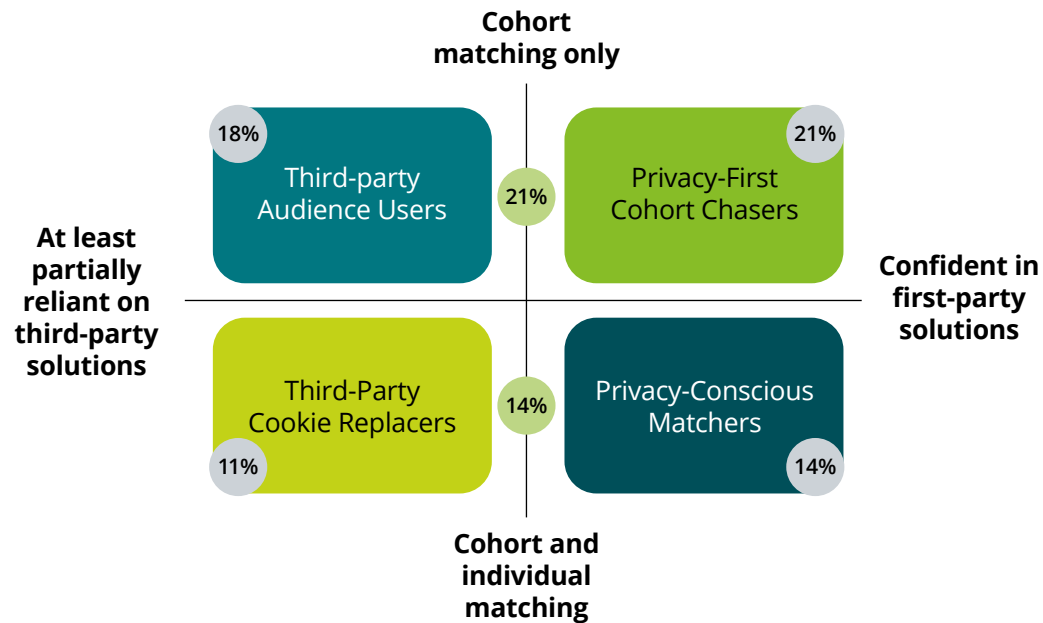 Cohort
matching only
18%
21%
Third-party
Audience Users
21%
Privacy-First
Cohort Chasers
At least
partially
reliant on
third-party
solutions
Confident in
first-party
solutions
Third-Party
Cookie Replacers
14%
Privacy-Conscious
Matchers
11%
14%
Cohort and
individual
matching